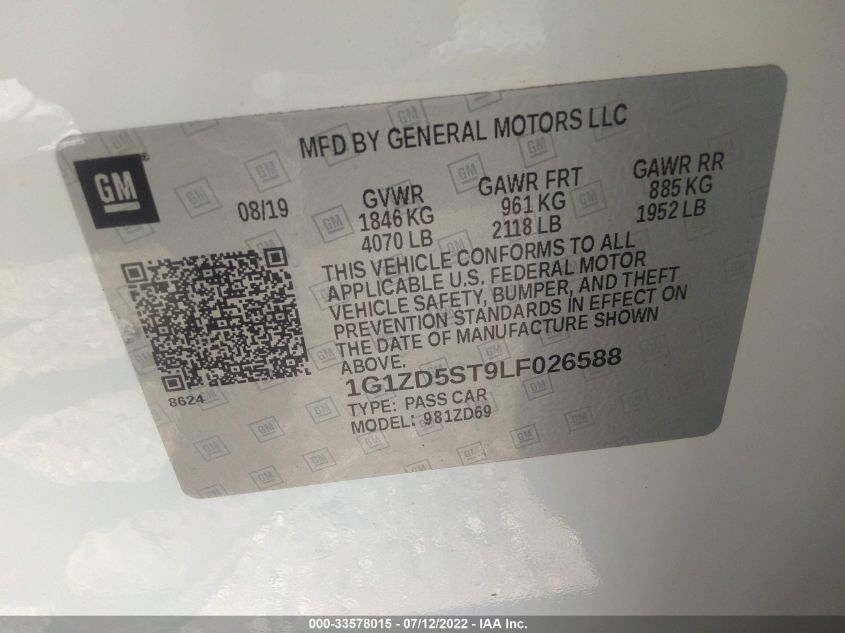 MFD BY GENERAL MOTORS LLC
GM
08/19
GVWR
1846 KG
4070 LB
GAWR FRT
961 KG
2118 LB
GAWR RR
885 KG
1952 LB
THIS VEHICLE CONFORMS TO ALL
APPLICABLE U.S. FEDERAL MOTOR
VEHICLE SAFETY, BUMPER, AND THEFT
PREVENTION STANDARDS IN EFFECT ON
THE DATE OF MANUFACTURE SHOWN
ABOVE.
8624
1G1ZD5ST9LF026588
TYPE: PASS CAR
MODEL: 981ZD69
000-33578015 - 07/12/2022 - IAA Inc.